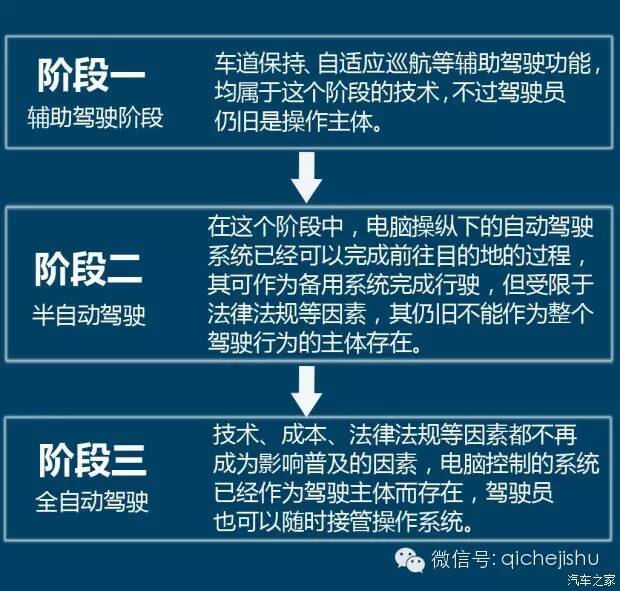 阶段一
辅助驾驶阶段
车道保持、自适应巡航等辅助驾驶功能，
均属于这个阶段的技术，不过驾驶员
仍旧是操作主体。
阶段二
半自动驾驶
在这个阶段中，电脑操纵下的自动驾驶
系统已经可以完成前往目的地的过程，
其可作为备用系统完成行驶，但受限于
法律法规等因素，其仍旧不能作为整个
驾驶行为的主体存在。
阶段三
全自动驾驶
技术、成本、法律法规等因素都不再
成为影响普及的因素，电脑控制的系统
已经作为驾驶主体而存在，驾驶员
也可以随时接管操作系统。
微信号: qichejishu
汽车之家